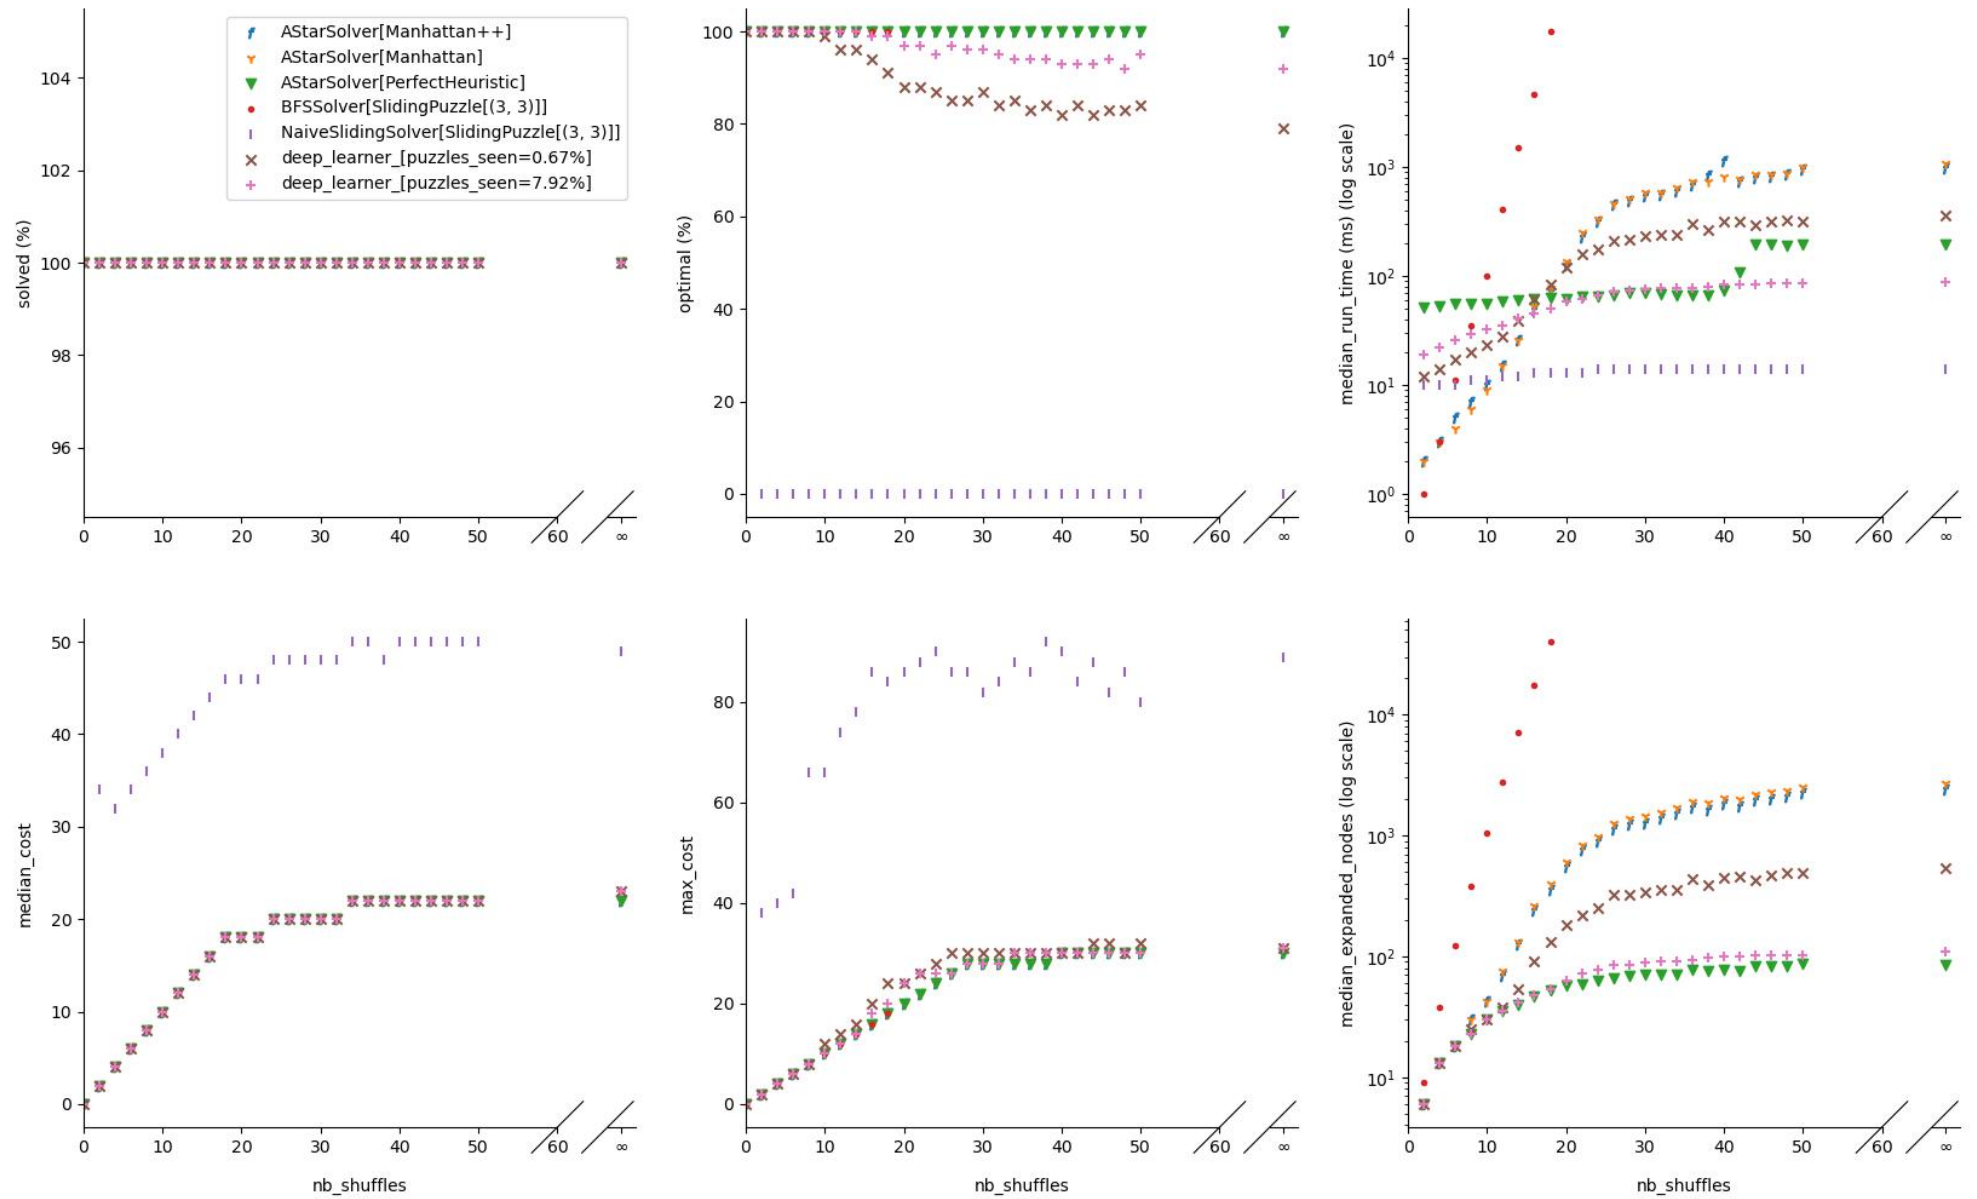 AStarSolver[Manhattan++]
AStarSolver[Manhattan]
AStarSolver[PerfectHeuristic]
BFSSolver[SlidingPuzzle[(3, 3)]]
NaiveSlidingSolver[SlidingPuzzle[(3, 3)]]
deep_learner_[puzzles_seen=0.67%]
deep_learner_[puzzles_seen=7.92%]
solved (%)
104
102
100
98
96
0 10 20 30 40 50 60 ∞
optimal (%)
100
80
60
40
20
0
0 10 20 30 40 50 60 ∞
median_run_time (ms) (log scale)
10⁴
10³
10²
10¹
10⁰
0 10 20 30 40 50 60 ∞
median_cost
50
40
30
20
10
0
0 10 20 30 40 50 60 ∞
nb_shuffles
max_cost
80
60
40
20
0
0 10 20 30 40 50 60 ∞
nb_shuffles
median_expanded_nodes (log scale)
10⁴
10³
10²
10¹
0 10 20 30 40 50 60 ∞
nb_shuffles